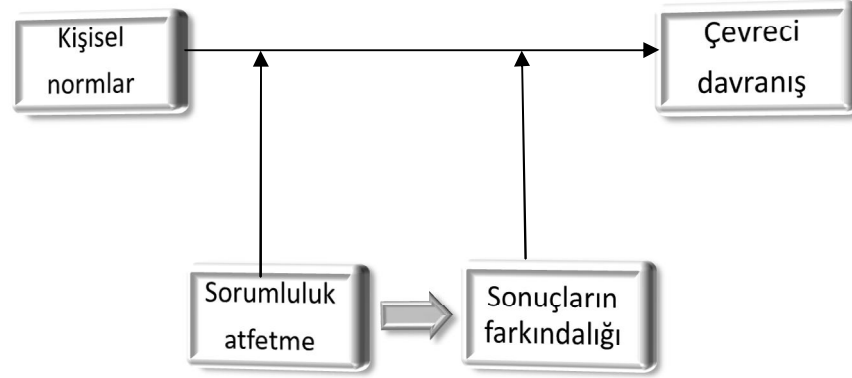 Kişisel
normlar
Çevreci
davranış
Sorumluluk
atfetme
Sonuçların
farkındalığı